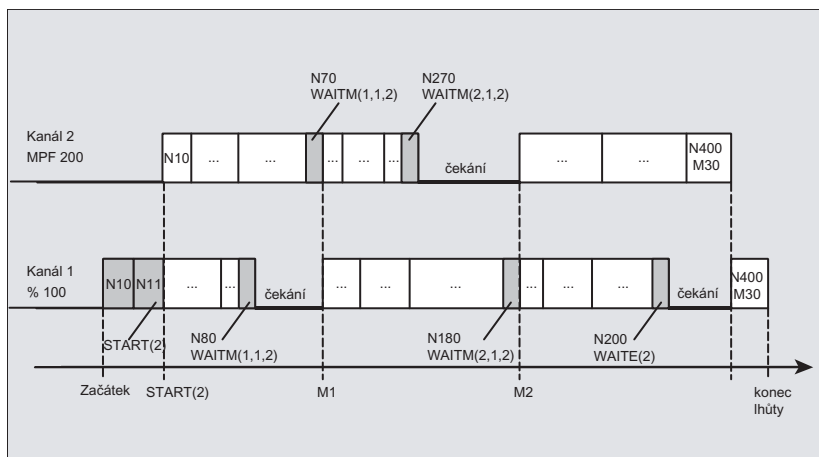 N70
WAITM(1,1,2)
N270
WAITM(2,1,2)
Kanál 2
MPF 200
N10
...
...
...
...
...
čekání
...
...
N400
M30
Kanál 1
% 100
N10
N11
...
...
čekání
...
...
...
...
...
...
čekání
N400
M30
START(2)
N80
WAITM(1,1,2)
N180
WAITM(2,1,2)
N200
WAITE(2)
Začátek
START(2)
M1
M2
konec
lhůty